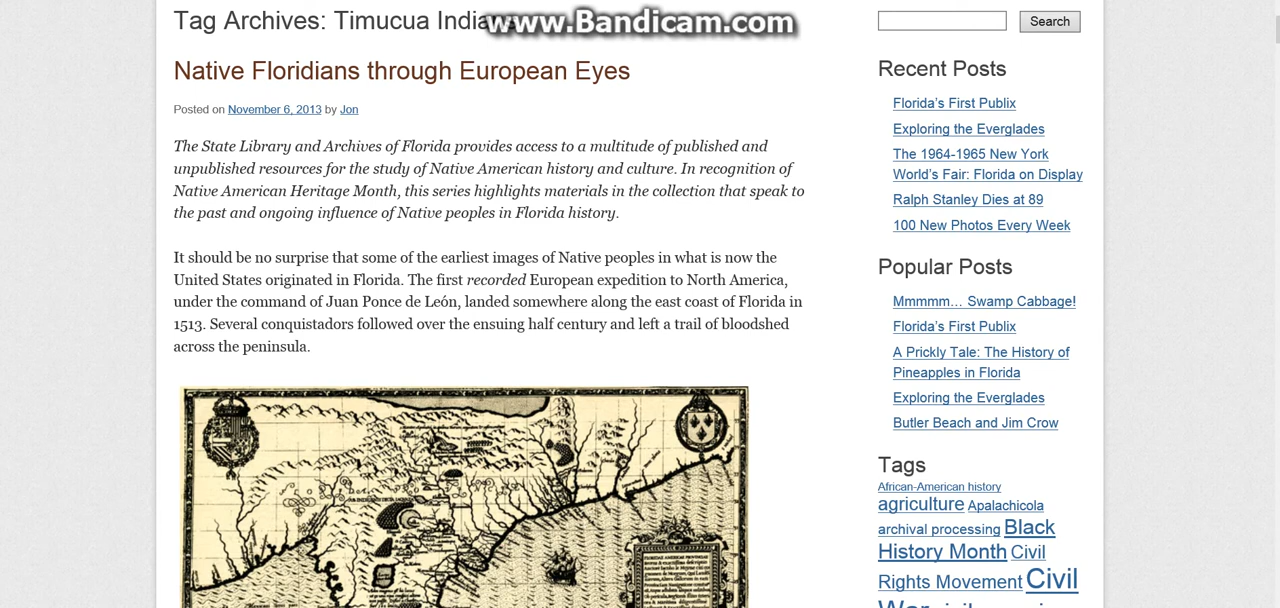 Tag Archives: Timucua Indians
www.Bandicam.com
Native Floridians through European Eyes
Posted on November 6, 2013 by Jon
The State Library and Archives of Florida provides access to a multitude of published and
unpublished resources for the study of Native American history and culture. In recognition of
Native American Heritage Month, this series highlights materials in the collection that speak to
the past and ongoing influence of Native peoples in Florida history.
It should be no surprise that some of the earliest images of Native peoples in what is now the
United States originated in Florida. The first recorded European expedition to North America,
under the command of Juan Ponce de León, landed somewhere along the east coast of Florida in
1513. Several conquistadors followed over the ensuing half century and left a trail of bloodshed
across the peninsula.
Search
Recent Posts
Florida's First Publix
Exploring the Everglades
The 1964-1965 New York
World's Fair: Florida on Display
Ralph Stanley Dies at 89
100 New Photos Every Week
Popular Posts
Mmmmm… Swamp Cabbage!
Florida's First Publix
A Prickly Tale: The History of
Pineapples in Florida
Exploring the Everglades
Butler Beach and Jim Crow
Tags
African-American history
agriculture Apalachicola
archival processing Black
History Month Civil
Rights Movement Civil